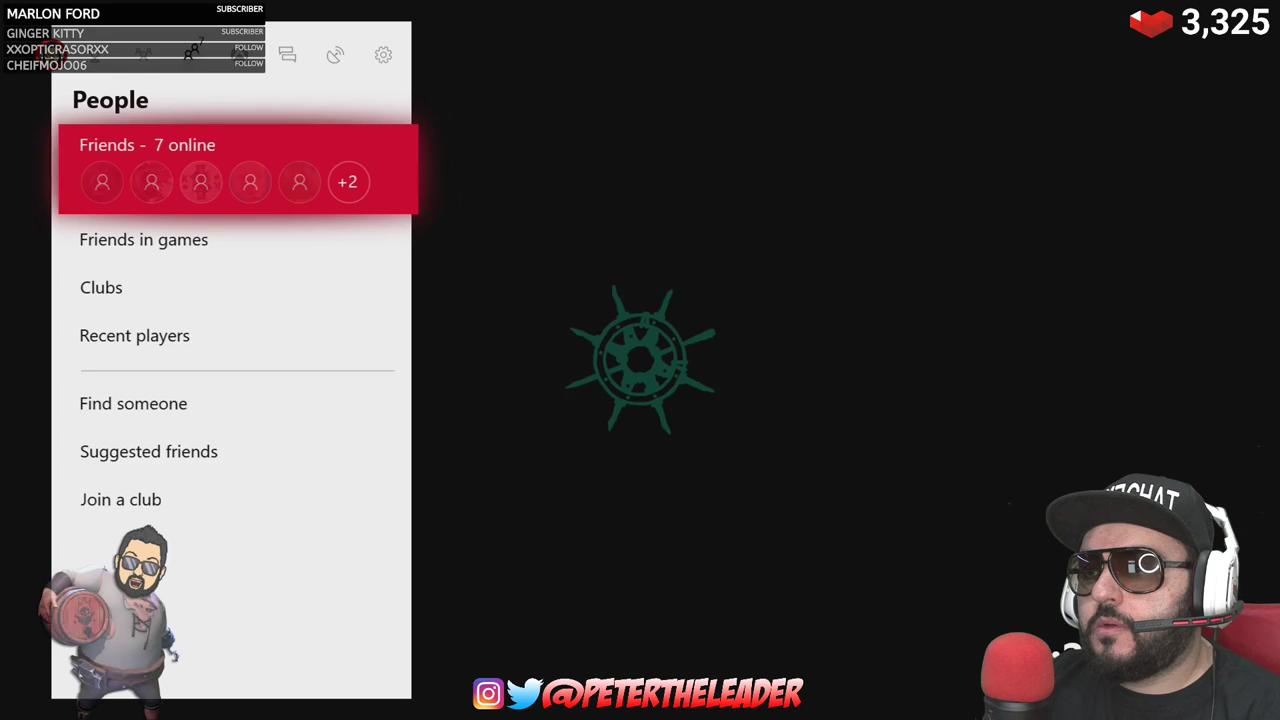 MARLON FORD SUBSCRIBER
GINGER KITTY SUBSCRIBER
XXOPTICRASORXX FOLLOW
CHEIFMOJO06 FOLLOW
3,325
7
People
Friends - 7 online
+2
Friends in games
Clubs
Recent players
Find someone
Suggested friends
Join a club
@PETERTHELEADER